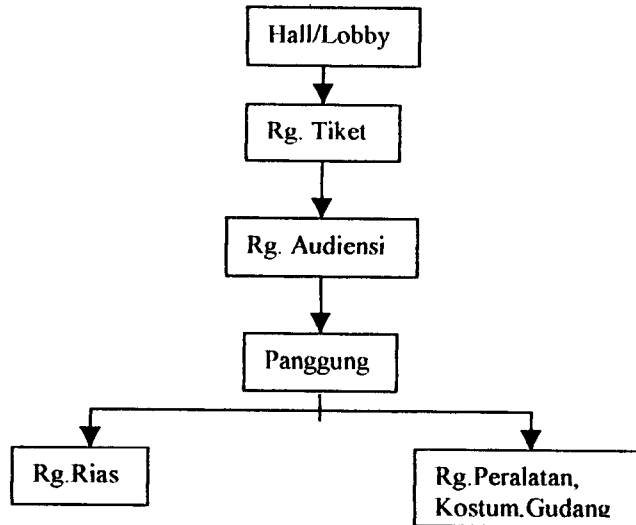 Hall/Lobby
Rg. Tiket
Rg. Audiensi
Panggung
Rg.Rias
Rg.Peralatan,
Kostum.Gudang